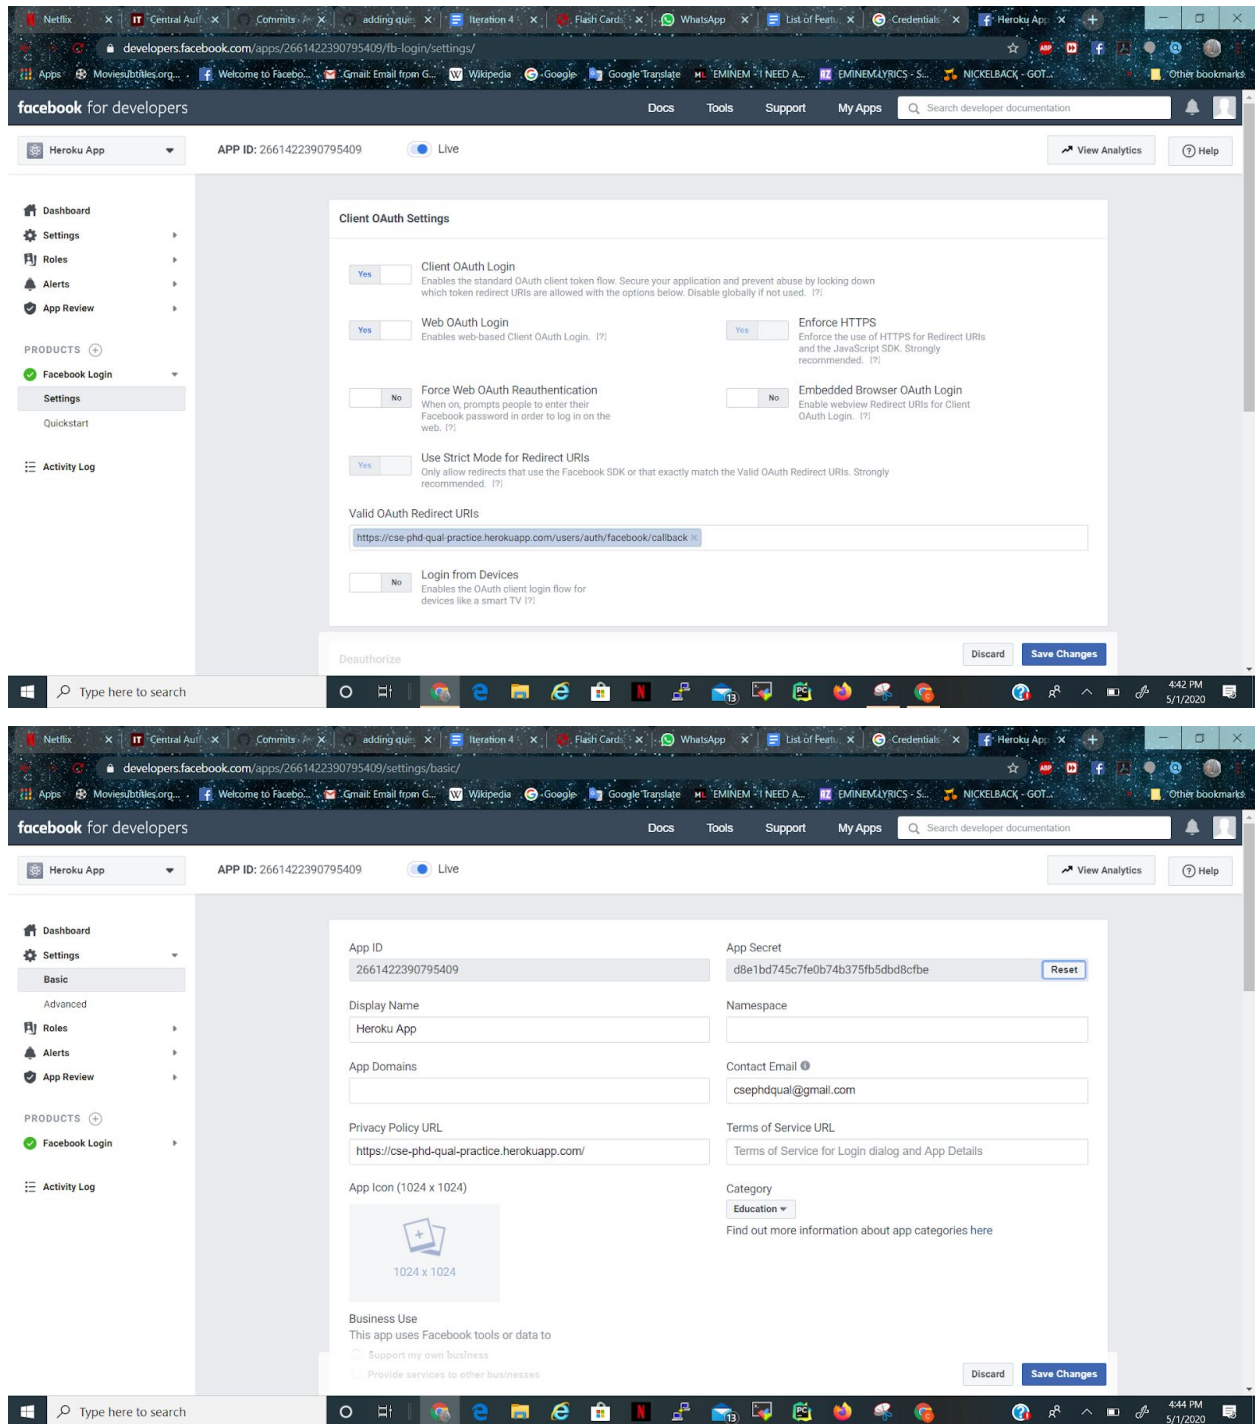 Netflix
Central Aut
Commits · A
adding que
Iteration 4
Flash Cards
WhatsApp
List of Featu
Credentials
Heroku App
developers.facebook.com/apps/2661422390795409/fb-login/settings/
Apps
Moviesubtitles.org...
Welcome to Facebo...
Gmail: Email from G...
Wikipedia
Google
Google Translate
EMINEM - I NEED A...
EMINEM LYRICS - S...
NICKELBACK - GOT...
Other bookmarks
facebook for developers
Docs
Tools
Support
My Apps
Search developer documentation
Heroku App
APP ID: 2661422390795409
Live
View Analytics
Help
Dashboard
Settings
Roles
Alerts
App Review
PRODUCTS
Facebook Login
Settings
Quickstart
Activity Log
Client OAuth Settings
Yes
Client OAuth Login
Enables the standard OAuth client token flow. Secure your application and prevent abuse by locking down
which token redirect URIs are allowed with the options below. Disable globally if not used. [?]
Yes
Web OAuth Login
Enables web-based Client OAuth Login. [?]
Yes
Enforce HTTPS
Enforce the use of HTTPS for Redirect URIs
and the JavaScript SDK. Strongly
recommended. [?]
No
Force Web OAuth Reauthentication
When on, prompts people to enter their
Facebook password in order to log in on the
web. [?]
No
Embedded Browser OAuth Login
Enable webview Redirect URIs for Client
OAuth Login. [?]
Yes
Use Strict Mode for Redirect URIs
Only allow redirects that use the Facebook SDK or that exactly match the Valid OAuth Redirect URIs. Strongly
recommended. [?]
Valid OAuth Redirect URIs
https://cse-phd-qual-practice.herokuapp.com/users/auth/facebook/callback
No
Login from Devices
Enables the OAuth client login flow for
devices like a smart TV [?]
Deauthorize
Discard
Save Changes
Type here to search
13
4:42 PM
5/1/2020
Netflix
Central Aut
Commits · A
adding que
Iteration 4
Flash Cards
WhatsApp
List of Featu
Credentials
Heroku App
developers.facebook.com/apps/2661422390795409/settings/basic/
Apps
Moviesubtitles.org...
Welcome to Facebo...
Gmail: Email from G...
Wikipedia
Google
Google Translate
EMINEM - I NEED A...
EMINEM LYRICS - S...
NICKELBACK - GOT...
Other bookmarks
facebook for developers
Docs
Tools
Support
My Apps
Search developer documentation
Heroku App
APP ID: 2661422390795409
Live
View Analytics
Help
Dashboard
Settings
Basic
Advanced
Roles
Alerts
App Review
PRODUCTS
Facebook Login
Activity Log
App ID
2661422390795409
App Secret
d8e1bd745c7fe0b74b375fb5dbd8cfbe
Reset
Display Name
Heroku App
Namespace
App Domains
Contact Email
csephdqual@gmail.com
Privacy Policy URL
https://cse-phd-qual-practice.herokuapp.com/
Terms of Service URL
Terms of Service for Login dialog and App Details
App Icon (1024 x 1024)
1024 x 1024
Category
Education
Find out more information about app categories here
Business Use
This app uses Facebook tools or data to
Support my own business
Provide services to other businesses
Discard
Save Changes
Type here to search
13
4:44 PM
5/1/2020